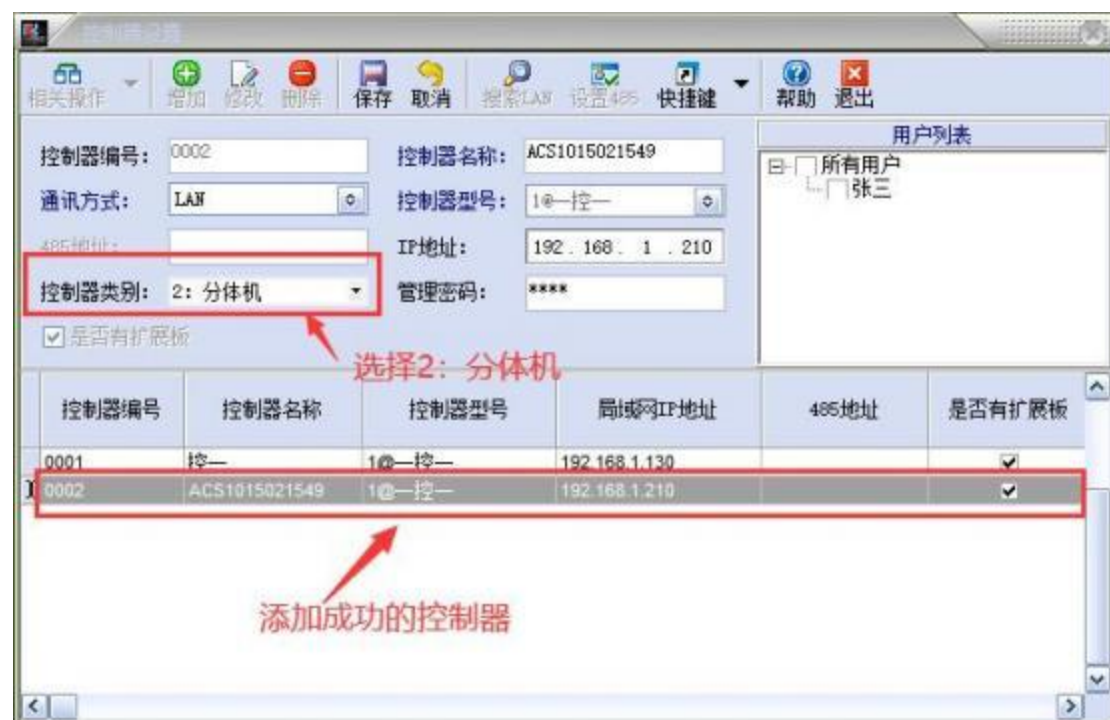 控制器设置
相关操作 增加 修改 删除 保存 取消 搜索LAN 设置485 快捷键 帮助 退出
控制器编号: 0002 控制器名称: ACS1015021549
通讯方式: LAN 控制器型号: 1@—控—
485地址: IP地址: 192 . 168 . 1 . 210
控制器类别: 2: 分体机 管理密码: ****
是否有扩展板
用户列表
所有用户
张三
选择2: 分体机
控制器编号 控制器名称 控制器型号 局域网IP地址 485地址 是否有扩展板
0001 控— 1@—控— 192.168.1.130
0002 ACS1015021549 1@—控— 192.168.1.210
添加成功的控制器